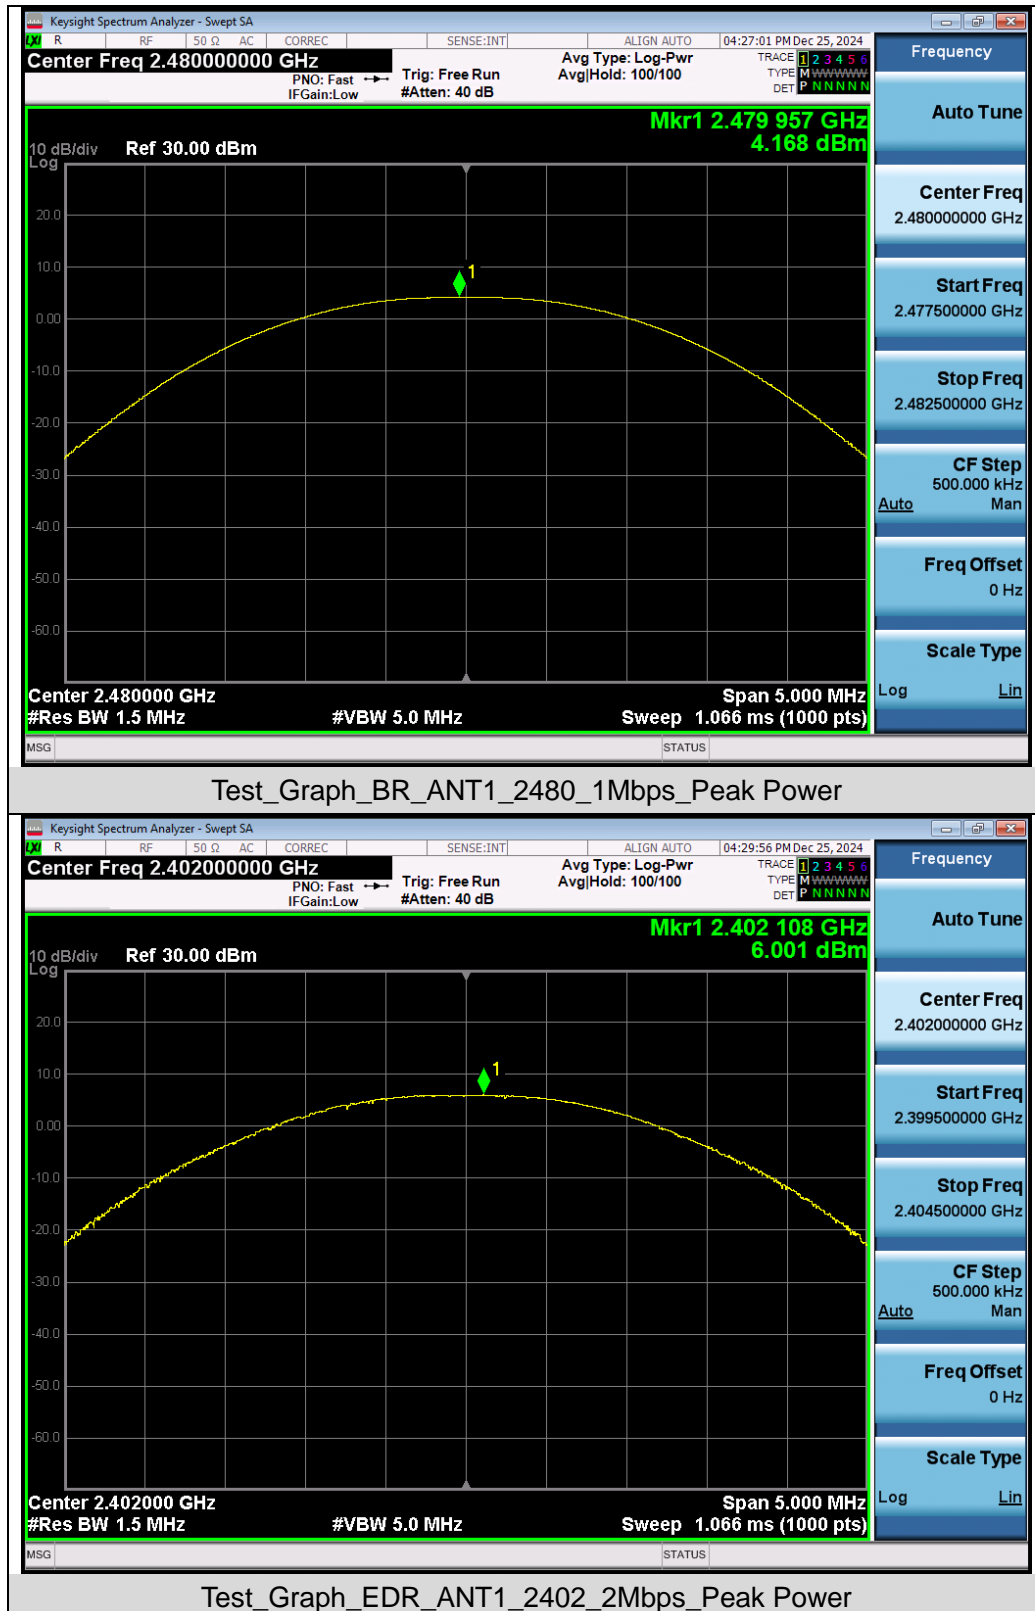 Keysight Spectrum Analyzer - Swept SA
LXI R RF 50 Ω AC CORREC SENSE:INT ALIGN AUTO 04:27:01 PM Dec 25, 2024
Center Freq 2.480000000 GHz
PNO: Fast
IFGain:Low
Trig: Free Run
#Atten: 40 dB
Avg Type: Log-Pwr
Avg|Hold: 100/100
TRACE 1 2 3 4 5 6
TYPE M WWWWW
DET P N N N N N
Mkr1 2.479 957 GHz
4.168 dBm
10 dB/div Ref 30.00 dBm
Log
20.0
10.0
0.00
-10.0
-20.0
-30.0
-40.0
-50.0
-60.0
1
Center 2.480000 GHz Span 5.000 MHz
#Res BW 1.5 MHz #VBW 5.0 MHz Sweep 1.066 ms (1000 pts)
MSG STATUS
Frequency
Auto Tune
Center Freq
2.480000000 GHz
Start Freq
2.477500000 GHz
Stop Freq
2.482500000 GHz
CF Step
500.000 kHz
Auto Man
Freq Offset
0 Hz
Scale Type
Log Lin
Test_Graph_BR_ANT1_2480_1Mbps_Peak Power
Keysight Spectrum Analyzer - Swept SA
LXI R RF 50 Ω AC CORREC SENSE:INT ALIGN AUTO 04:29:56 PM Dec 25, 2024
Center Freq 2.402000000 GHz
PNO: Fast
IFGain:Low
Trig: Free Run
#Atten: 40 dB
Avg Type: Log-Pwr
Avg|Hold: 100/100
TRACE 1 2 3 4 5 6
TYPE M WWWWW
DET P N N N N N
Mkr1 2.402 108 GHz
6.001 dBm
10 dB/div Ref 30.00 dBm
Log
20.0
10.0
0.00
-10.0
-20.0
-30.0
-40.0
-50.0
-60.0
1
Center 2.402000 GHz Span 5.000 MHz
#Res BW 1.5 MHz #VBW 5.0 MHz Sweep 1.066 ms (1000 pts)
MSG STATUS
Frequency
Auto Tune
Center Freq
2.402000000 GHz
Start Freq
2.399500000 GHz
Stop Freq
2.404500000 GHz
CF Step
500.000 kHz
Auto Man
Freq Offset
0 Hz
Scale Type
Log Lin
Test_Graph_EDR_ANT1_2402_2Mbps_Peak Power